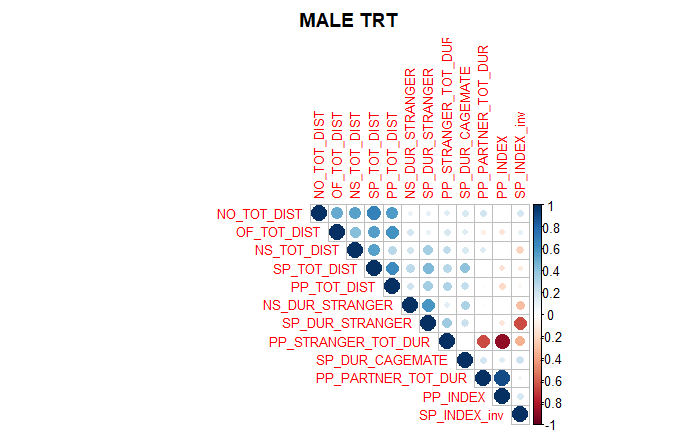 MALE TRT
NO_TOT_DIST
OF_TOT_DIST
NS_TOT_DIST
SP_TOT_DIST
PP_TOT_DIST
NS_DUR_STRANGER
SP_DUR_STRANGER
PP_STRANGER_TOT_DUR
SP_DUR_CAGEMATE
PP_PARTNER_TOT_DUR
PP_INDEX
SP_INDEX_inv
NO_TOT_DIST
OF_TOT_DIST
NS_TOT_DIST
SP_TOT_DIST
PP_TOT_DIST
NS_DUR_STRANGER
SP_DUR_STRANGER
PP_STRANGER_TOT_DUR
SP_DUR_CAGEMATE
PP_PARTNER_TOT_DUR
PP_INDEX
SP_INDEX_inv
1
0.8
0.6
0.4
0.2
0
-0.2
-0.4
-0.6
-0.8
-1